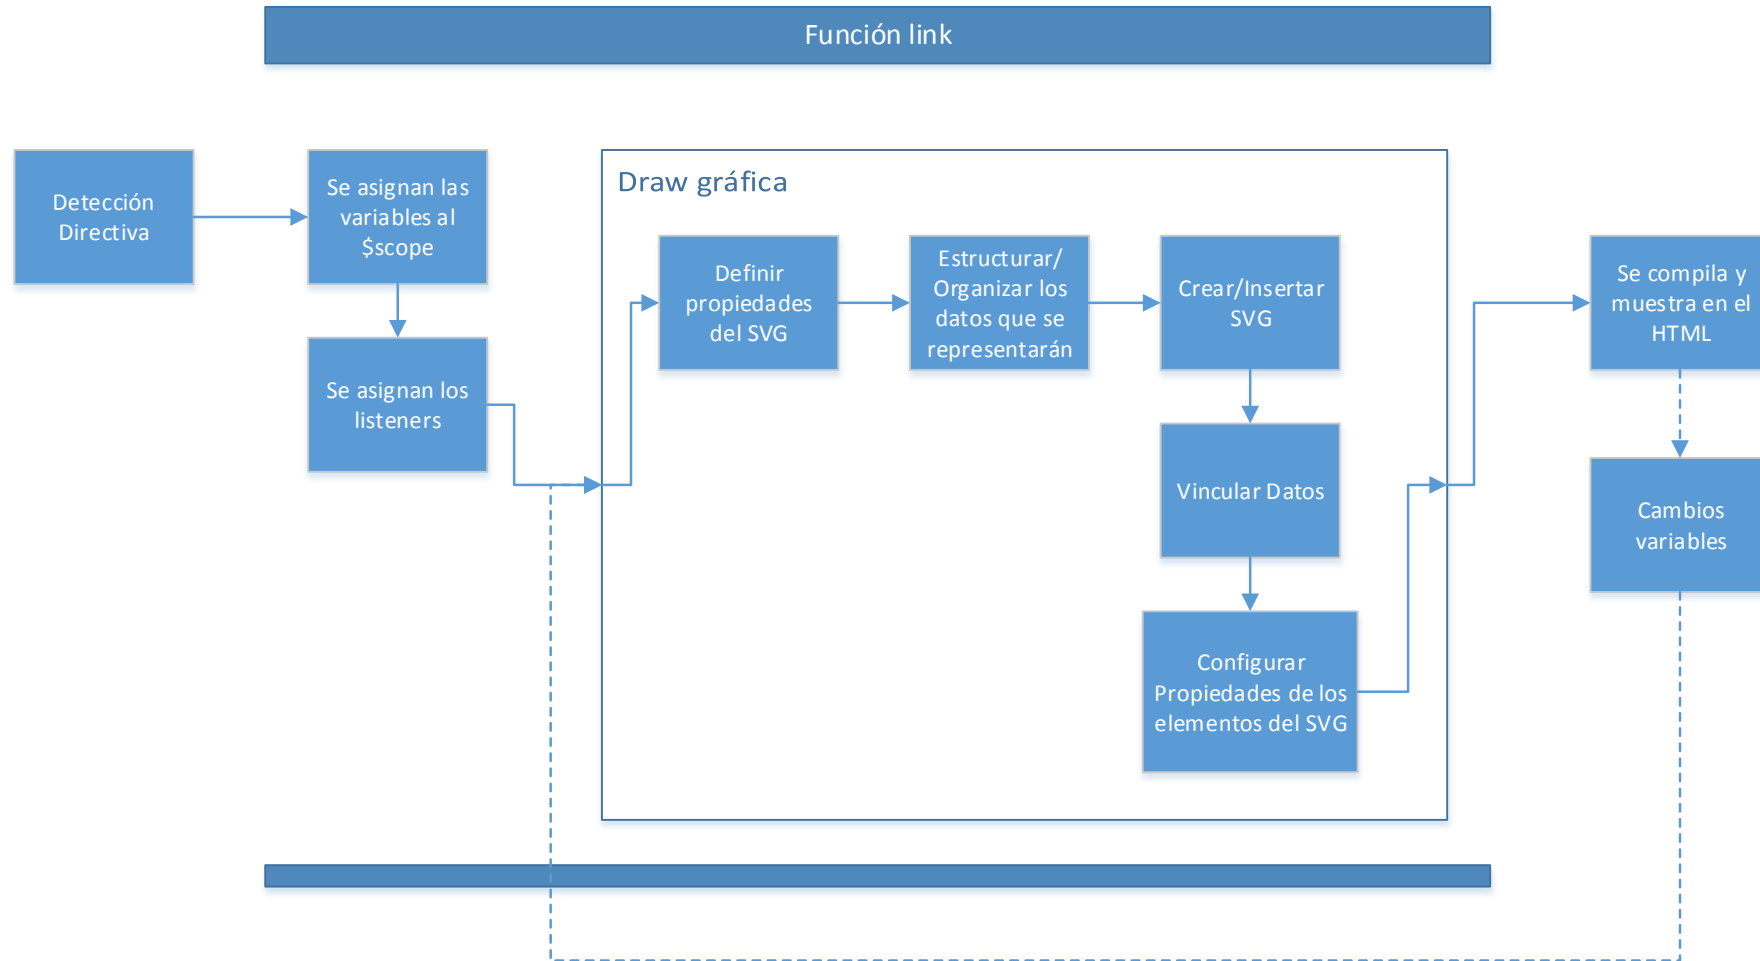 Función link
Detección
Directiva
Se asignan las
variables al
$scope
Se asignan los
listeners
Draw gráfica
Definir
propiedades
del SVG
Estructurar/
Organizar los
datos que se
representarán
Crear/Insertar
SVG
Vincular Datos
Configurar
Propiedades de los
elementos del SVG
Se compila y
muestra en el
HTML
Cambios
variables